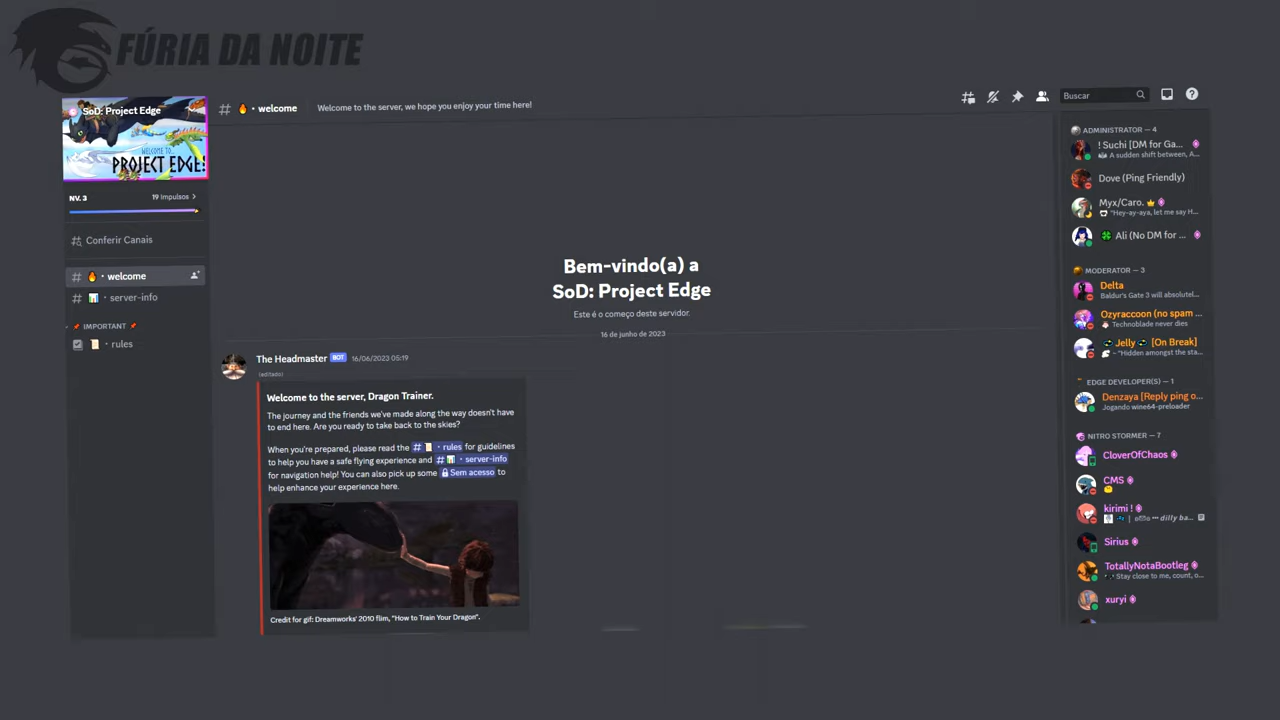 FÚRIA DA NOITE
SoD: Project Edge
WELCOME TO...
PROJECT EDGE!
NV. 3
19 Impulsos
Conferir Canais
# 🔥・welcome
# 📊・server-info
📌 IMPORTANT 📌
📜・rules
# 🔥・welcome
Welcome to the server, we hope you enjoy your time here!
Buscar
Bem-vindo(a) a
SoD: Project Edge
Este é o começo deste servidor.
16 de junho de 2023
The Headmaster BOT 16/06/2023 05:19
(editado)
Welcome to the server, Dragon Trainer.
The journey and the friends we've made along the way doesn't have
to end here. Are you ready to take back to the skies?
When you're prepared, please read the # 📜・rules for guidelines
to help you have a safe flying experience and # 📊・server-info
for navigation help! You can also pick up some 🔒 Sem acesso to
help enhance your experience here.
Credit for gif: Dreamworks' 2010 flim, "How to Train Your Dragon".
ADMINISTRATOR — 4
! Suchi [DM for Ga...
A sudden shift between, A...
Dove (Ping Friendly)
Myx/Caro.
"Hey-ay-aya, let me say H...
🍀 Ali (No DM for ...
MODERATOR — 3
Delta
Baldur's Gate 3 will absolutel...
Ozyraccoon (no spam ...
Technoblade never dies
Jelly [On Break]
~"Hidden amongst the sta...
EDGE DEVELOPER(S) — 1
Denzaya [Reply ping o...
Jogando wine64-preloader
NITRO STORMER — 7
CloverOfChaos
CMS
kirimi !
dilly ba...
Sirius
TotallyNotaBootleg
Stay close to me, count, o...
xuryi